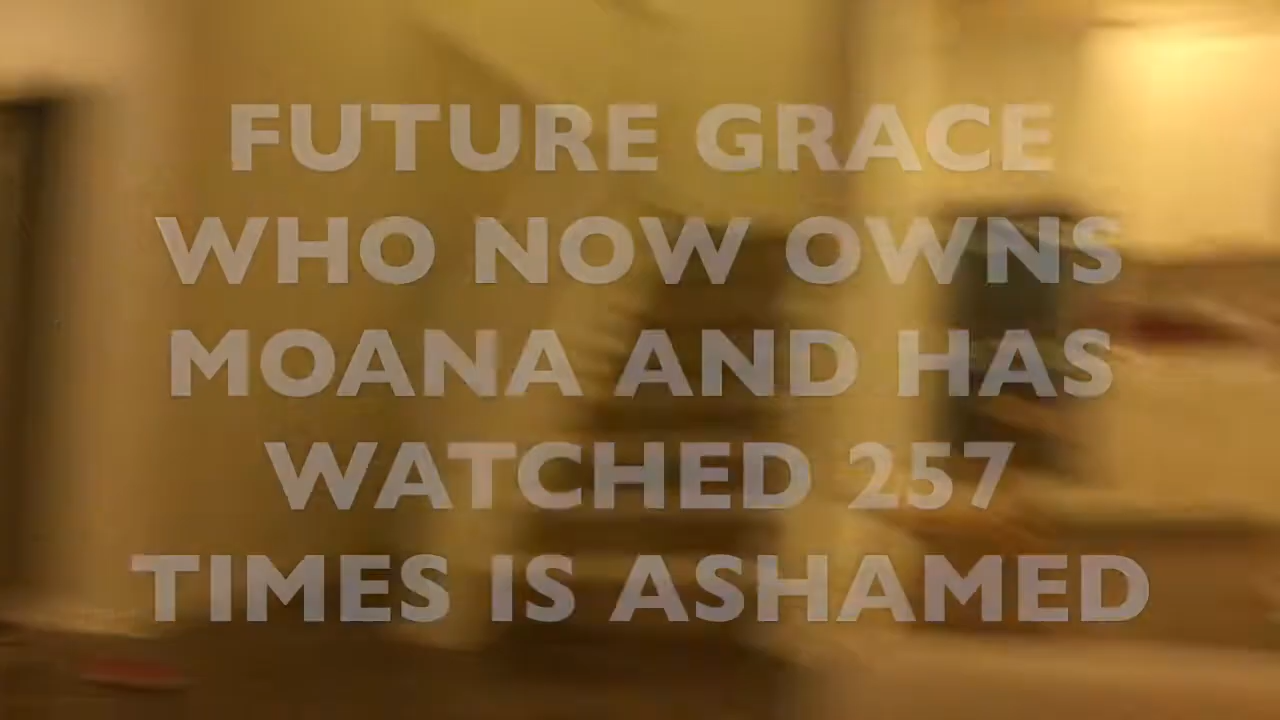 FUTURE GRACE
WHO NOW OWNS
MOANA AND HAS
WATCHED 257
TIMES IS ASHAMED